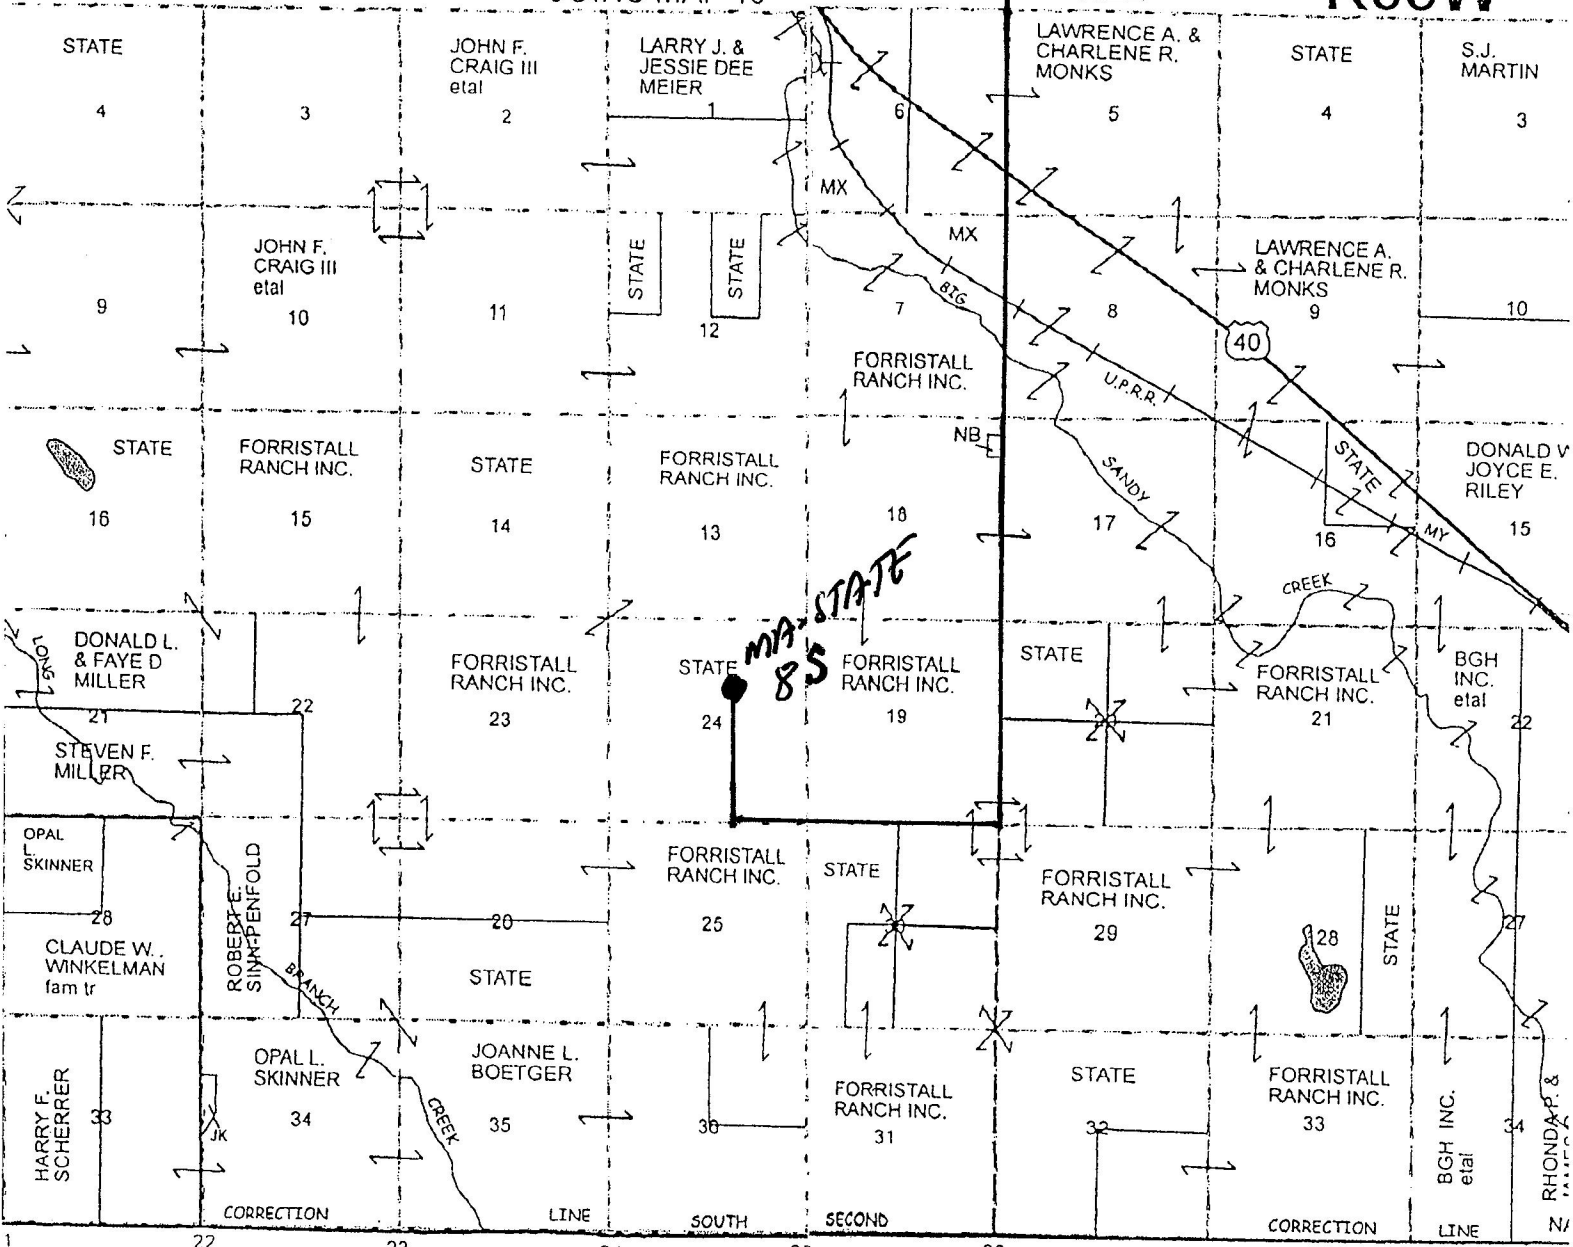 STATE
4
3
JOHN F.
CRAIG III
etal
2
LARRY J. &
JESSIE DEE
MEIER
1
6
LAWRENCE A. &
CHARLENE R.
MONKS
5
STATE
4
S.J.
MARTIN
3
MX
9
JOHN F.
CRAIG III
etal
10
11
STATE
STATE
12
MX
BIG
7
FORRISTALL
RANCH INC.
8
U.P.R.R.
LAWRENCE A.
& CHARLENE R.
MONKS
9
40
10
STATE
16
FORRISTALL
RANCH INC.
15
STATE
14
FORRISTALL
RANCH INC.
13
NB
18
SANDY
17
STATE
16
MY
DONALD
JOYCE E.
RILEY
15
CREEK
LONG
DONALD L.
& FAYE D
MILLER
21
STEVEN F.
MILLER
22
FORRISTALL
RANCH INC.
23
STATE
24
MA-STATE
85
FORRISTALL
RANCH INC.
19
STATE
FORRISTALL
RANCH INC.
21
BGH
INC.
etal
22
OPAL
L.
SKINNER
28
CLAUDE W.
WINKELMAN
fam tr
ROBERT E.
SINN-PENFOLD
27
BRANCH
STATE
FORRISTALL
RANCH INC.
25
STATE
FORRISTALL
RANCH INC.
29
28
STATE
27
HARRY F.
SCHERRER
33
JK
OPAL L.
SKINNER
34
CREEK
JOANNE L.
BOETGER
35
FORRISTALL
RANCH INC.
31
STATE
32
FORRISTALL
RANCH INC.
33
BGH INC.
etal
34
RHONDA P. &
CORRECTION
LINE
SOUTH
SECOND
CORRECTION
LINE